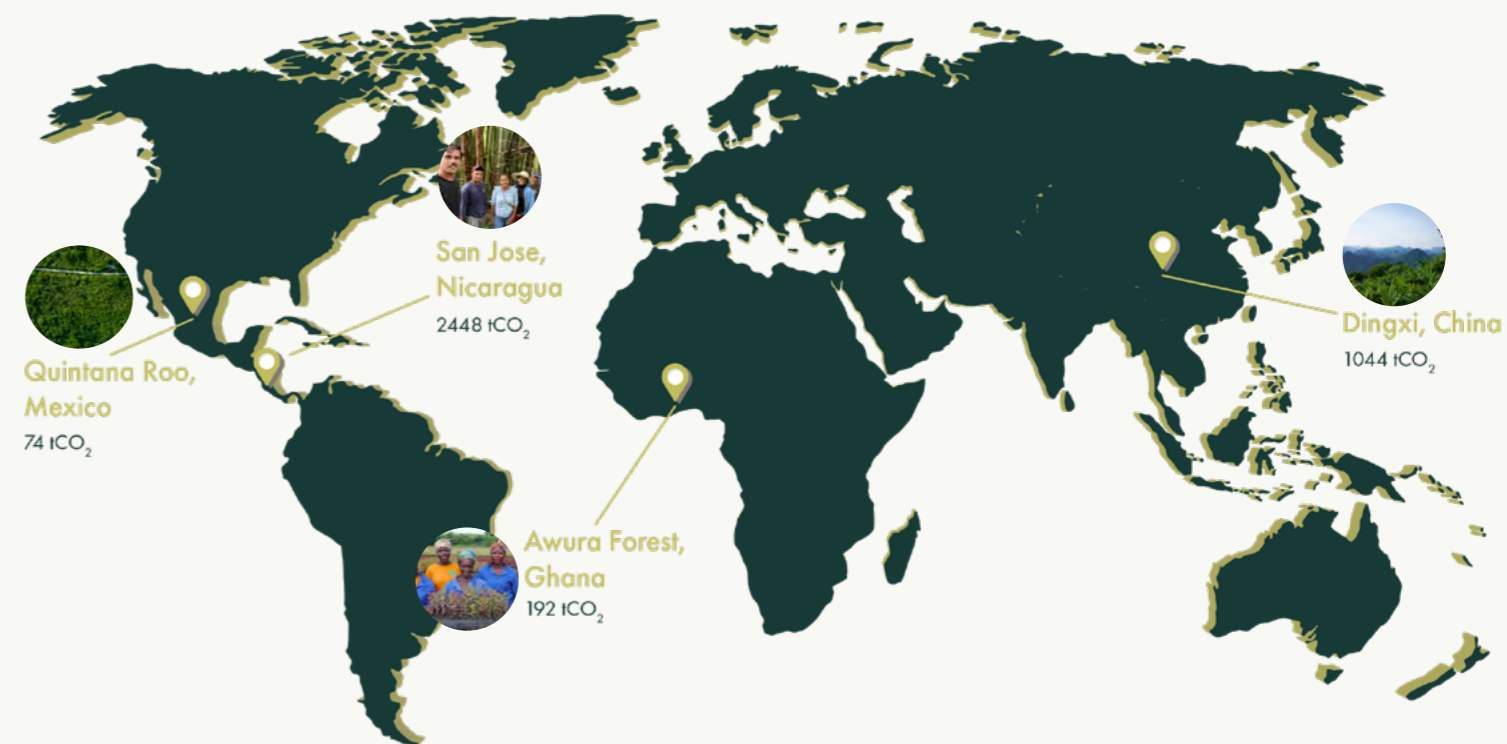 San Jose,
Nicaragua
2448 tCO₂
Quintana Roo,
Mexico
74 tCO₂
Dingxi, China
1044 tCO₂
Awura Forest,
Ghana
192 tCO₂